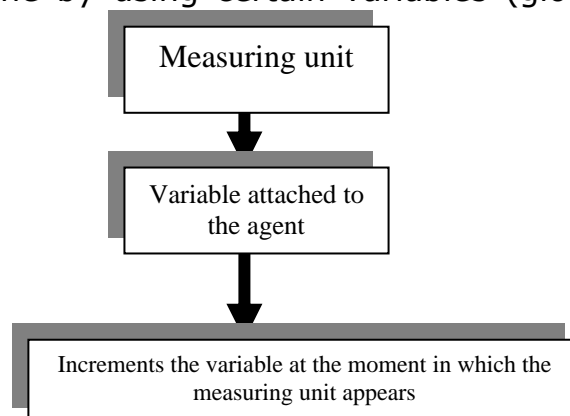 by using certain variables
Measuring unit
Variable attached to
the agent
Increments the variable at the moment in which the
measuring unit appears